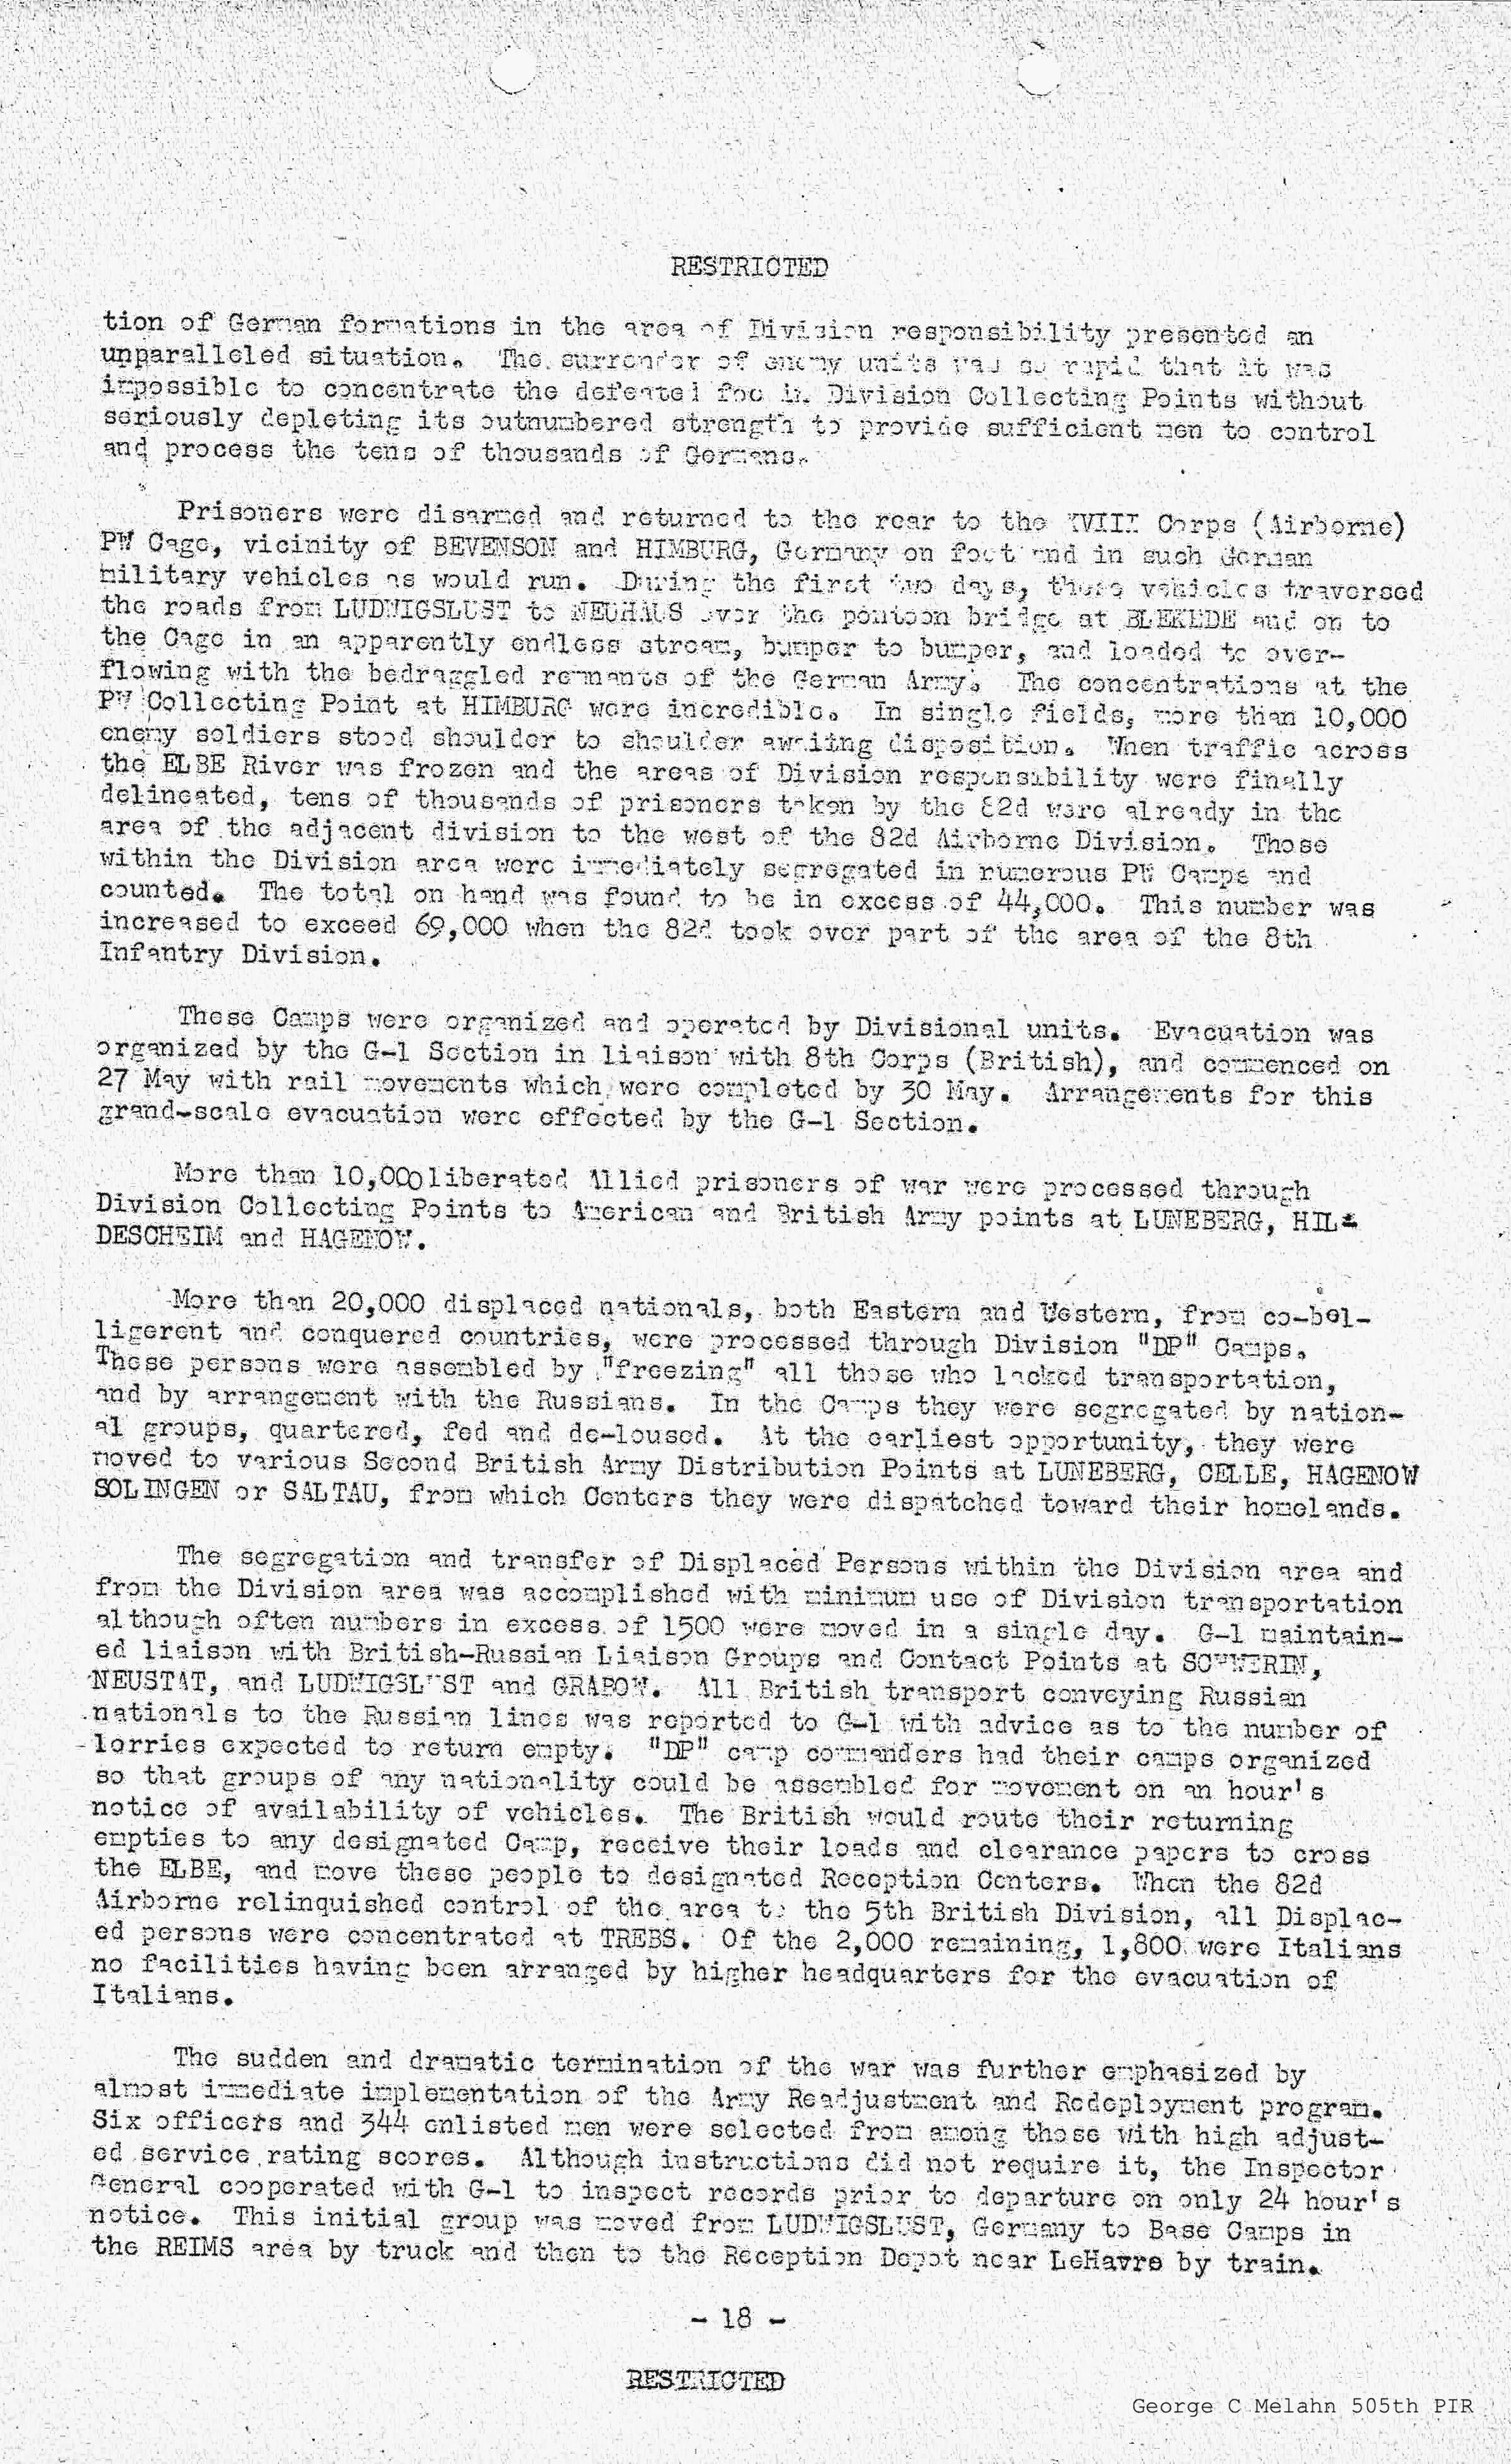 RESTRICTED
tion of German formations in the area of Division responsibility presented an
unparalleled situation. The surrender of enemy units was so rapid that it was
impossible to concentrate the defeated foe in Division Collecting Points without
seriously depleting its outnumbered strength to provide sufficient men to control
and process the tens of thousands of Germans.
Prisoners were disarmed and returned to the rear to the XVIII Corps (Airborne)
PW Cage, vicinity of BEVENSON and HIMBURG, Germany on foot and in such German
military vehicles as would run. During the first two days, these vehicles traversed
the roads from LUDWIGSLUST to NEUHAUS over the pontoon bridge at BLEKEDE and on to
the Cage in an apparently endless stream, bumper to bumper, and loaded to over-
flowing with the bedraggled remnants of the German Army. The concentrations at the
PW Collecting Point at HIMBURG were incredible. In single fields, more than 10,000
enemy soldiers stood shoulder to shoulder awaiting disposition. When traffic across
the ELBE River was frozen and the areas of Division responsibility were finally
delineated, tens of thousands of prisoners taken by the 82d were already in the
area of the adjacent division to the west of the 82d Airborne Division. Those
within the Division area were immediately segregated in numerous PW Camps and
counted. The total on hand was found to be in excess of 44,000. This number was
increased to exceed 69,000 when the 82d took over part of the area of the 8th
Infantry Division.
These Camps were organized and operated by Divisional units. Evacuation was
organized by the G-1 Section in liaison with 8th Corps (British), and commenced on
27 May with rail movements which were completed by 30 May. Arrangements for this
grand-scale evacuation were effected by the G-1 Section.
More than 10,000 liberated Allied prisoners of war were processed through
Division Collecting Points to American and British Army points at LUNEBERG, HIL-
DESCHEIM and HAGENOW.
More than 20,000 displaced nationals, both Eastern and Western, from co-bel-
ligerent and conquered countries, were processed through Division "DP" Camps.
These persons were assembled by "freezing" all those who lacked transportation,
and by arrangement with the Russians. In the Camps they were segregated by nation-
al groups, quartered, fed and de-loused. At the earliest opportunity, they were
moved to various Second British Army Distribution Points at LUNEBERG, CELLE, HAGENOW
SOLINGEN or SALTAU, from which Centers they were dispatched toward their homelands.
The segregation and transfer of Displaced Persons within the Division area and
from the Division area was accomplished with minimum use of Division transportation
although often numbers in excess of 1500 were moved in a single day. G-1 maintain-
ed liaison with British-Russian Liaison Groups and Contact Points at SCHWERIN,
NEUSTAT, and LUDWIGSLUST and GRABOW. All British transport conveying Russian
nationals to the Russian lines was reported to G-1 with advice as to the number of
lorries expected to return empty. "DP" camp commanders had their camps organized
so that groups of any nationality could be assembled for movement on an hour's
notice of availability of vehicles. The British would route their returning
empties to any designated Camp, receive their loads and clearance papers to cross
the ELBE, and move these people to designated Reception Centers. When the 82d
Airborne relinquished control of the area to the 5th British Division, all Displac-
ed persons were concentrated at TREBS. Of the 2,000 remaining, 1,800 were Italians
no facilities having been arranged by higher headquarters for the evacuation of
Italians.
The sudden and dramatic termination of the war was further emphasized by
almost immediate implementation of the Army Readjustment and Redeployment program.
Six officers and 344 enlisted men were selected from among those with high adjust-
ed service rating scores. Although instructions did not require it, the Inspector
General cooperated with G-1 to inspect records prior to departure on only 24 hour's
notice. This initial group was moved from LUDWIGSLUST, Germany to Base Camps in
the REIMS area by truck and then to the Reception Depot near LeHavre by train.
- 18 -
RESTRICTED
George C Melahn 505th PIR